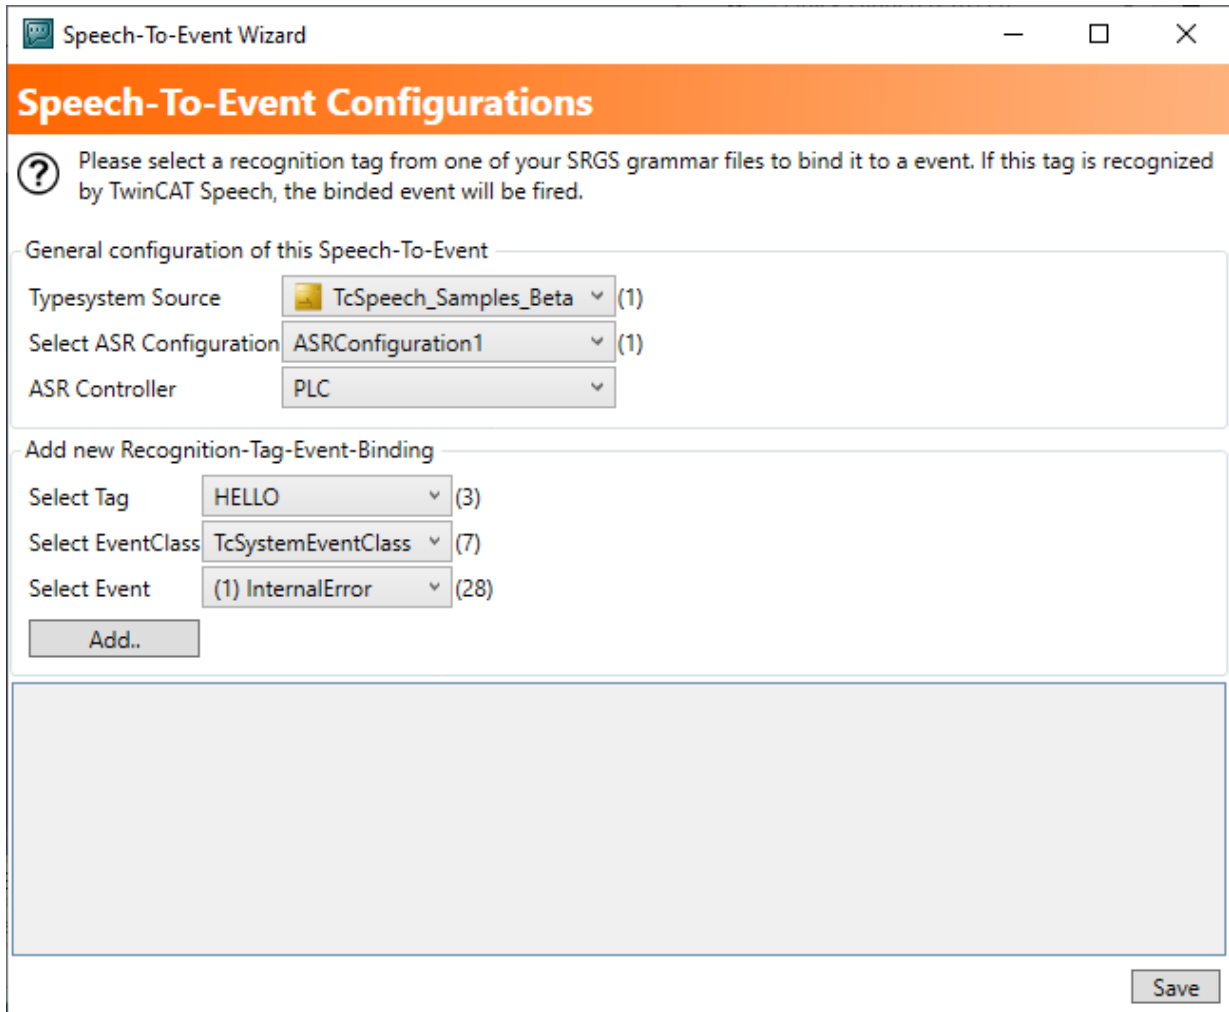 Speech-To-Event Wizard
Speech-To-Event Configurations
Please select a recognition tag from one of your SRGS grammar files to bind it to a event. If this tag is recognized
by TwinCAT Speech, the binded event will be fired.
General configuration of this Speech-To-Event
Typesystem Source TcSpeech_Samples_Beta (1)
Select ASR Configuration ASRConfiguration1 (1)
ASR Controller PLC
Add new Recognition-Tag-Event-Binding
Select Tag HELLO (3)
Select EventClass TcSystemEventClass (7)
Select Event (1) InternalError (28)
Add..
Save